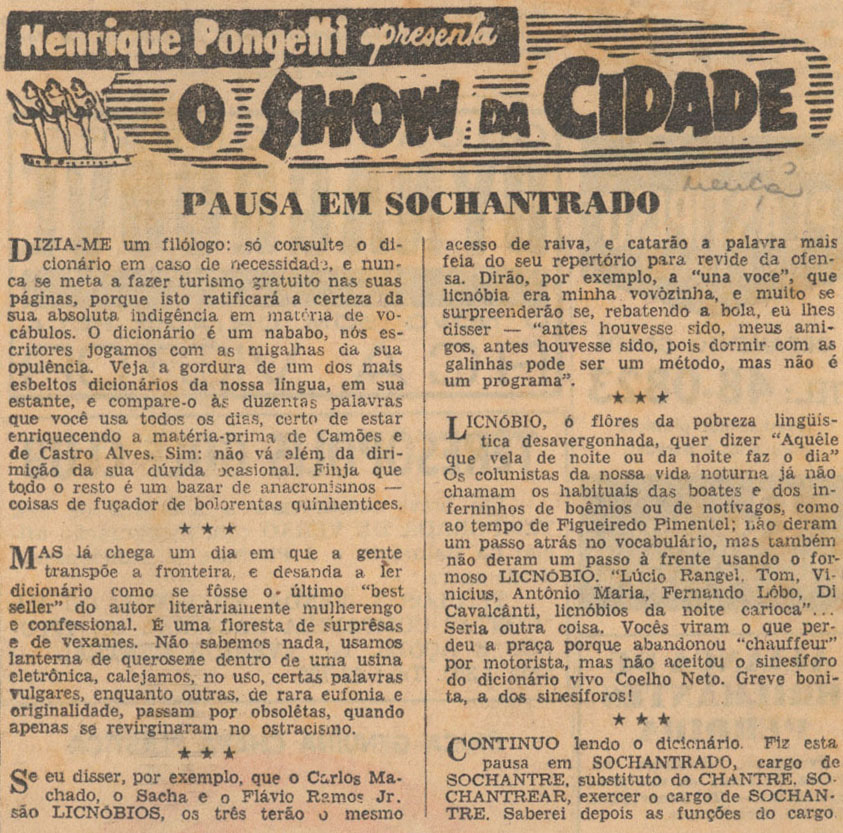 Henrique Pongetti apresenta
O SHOW DA CIDADE
PAUSA EM SOCHANTRADO
DIZIA-ME um filólogo: só consulte o di-
cionário em caso de necessidade, e nun-
ca se meta a fazer turismo gratuito nas suas
páginas, porque isto ratificará a certeza da
sua absoluta indigência em matéria de vo-
cábulos. O dicionário é um nababo, nós es-
critores jogamos com as migalhas da sua
opulência. Veja a gordura de um dos mais
esbeltos dicionários da nossa língua, em sua
estante, e compare-o às duzentas palavras
que você usa todos os dias, certo de estar
enriquecendo a matéria-prima de Camões e
de Castro Alves. Sim: não vá além da diri-
mição da sua dúvida ocasional. Finja que
todo o resto é um bazar de anacronismos —
coisas de fuçador de bolorentas quinhentices.
★ ★ ★
MAS lá chega um dia em que a gente
transpõe a fronteira, e desanda a ler
dicionário como se fôsse o último "best
seller" do autor literàriamente mulherengo
e confessional. É uma floresta de surprêsas
e de vexames. Não sabemos nada, usamos
lanterna de querosene dentro de uma usina
eletrônica, calejamos, no uso, certas palavras
vulgares, enquanto outras, de rara eufonia e
originalidade, passam por obsolêtas, quando
apenas se revirginaram no ostracismo.
★ ★ ★
Se eu disser, por exemplo, que o Carlos Ma-
chado, o Sacha e o Flávio Ramos Jr.
são LICNÓBIOS, os três terão o mesmo
acesso de raiva, e catarão a palavra mais
feia do seu repertório para revide da ofen-
sa. Dirão, por exemplo, a "una voce", que
licnóbia era minha vovòzinha, e muito se
surpreenderão se, rebatendo a bola, eu lhes
disser — "antes houvesse sido, meus ami-
gos, antes houvesse sido, pois dormir com as
galinhas pode ser um método, mas não é
um programa".
★ ★ ★
LICNÓBIO, ó flôres da pobreza lingüis-
tica desavergonhada, quer dizer "Aquéle
que vela de noite ou da noite faz o dia"
Os colunistas da nossa vida noturna já não
chamam os habituais das boates e dos in-
ferninhos de boêmios ou de notívagos, como
ao tempo de Figueiredo Pimentel; não deram
um passo atrás no vocabulário, mas também
não deram um passo à frente usando o for-
moso LICNÓBIO. "Lúcio Rangel, Tom, Vi-
nicius, Antônio Maria, Fernando Lôbo, Di
Cavalcânti, licnóbios da noite carioca"...
Seria outra coisa. Vocês viram o que per-
deu a praça porque abandonou "chauffeur"
por motorista, mas não aceitou o sinesíforo
do dicionário vivo Coelho Neto. Greve boni-
ta, a dos sinesíforos!
★ ★ ★
CONTINUO lendo o dicionário. Fiz esta
pausa em SOCHANTRADO, cargo de
SOCHANTRE, substituto do CHANTRE. SO-
CHANTREAR, exercer o cargo de SOCHAN-
TRE. Saberei depois as funções do cargo